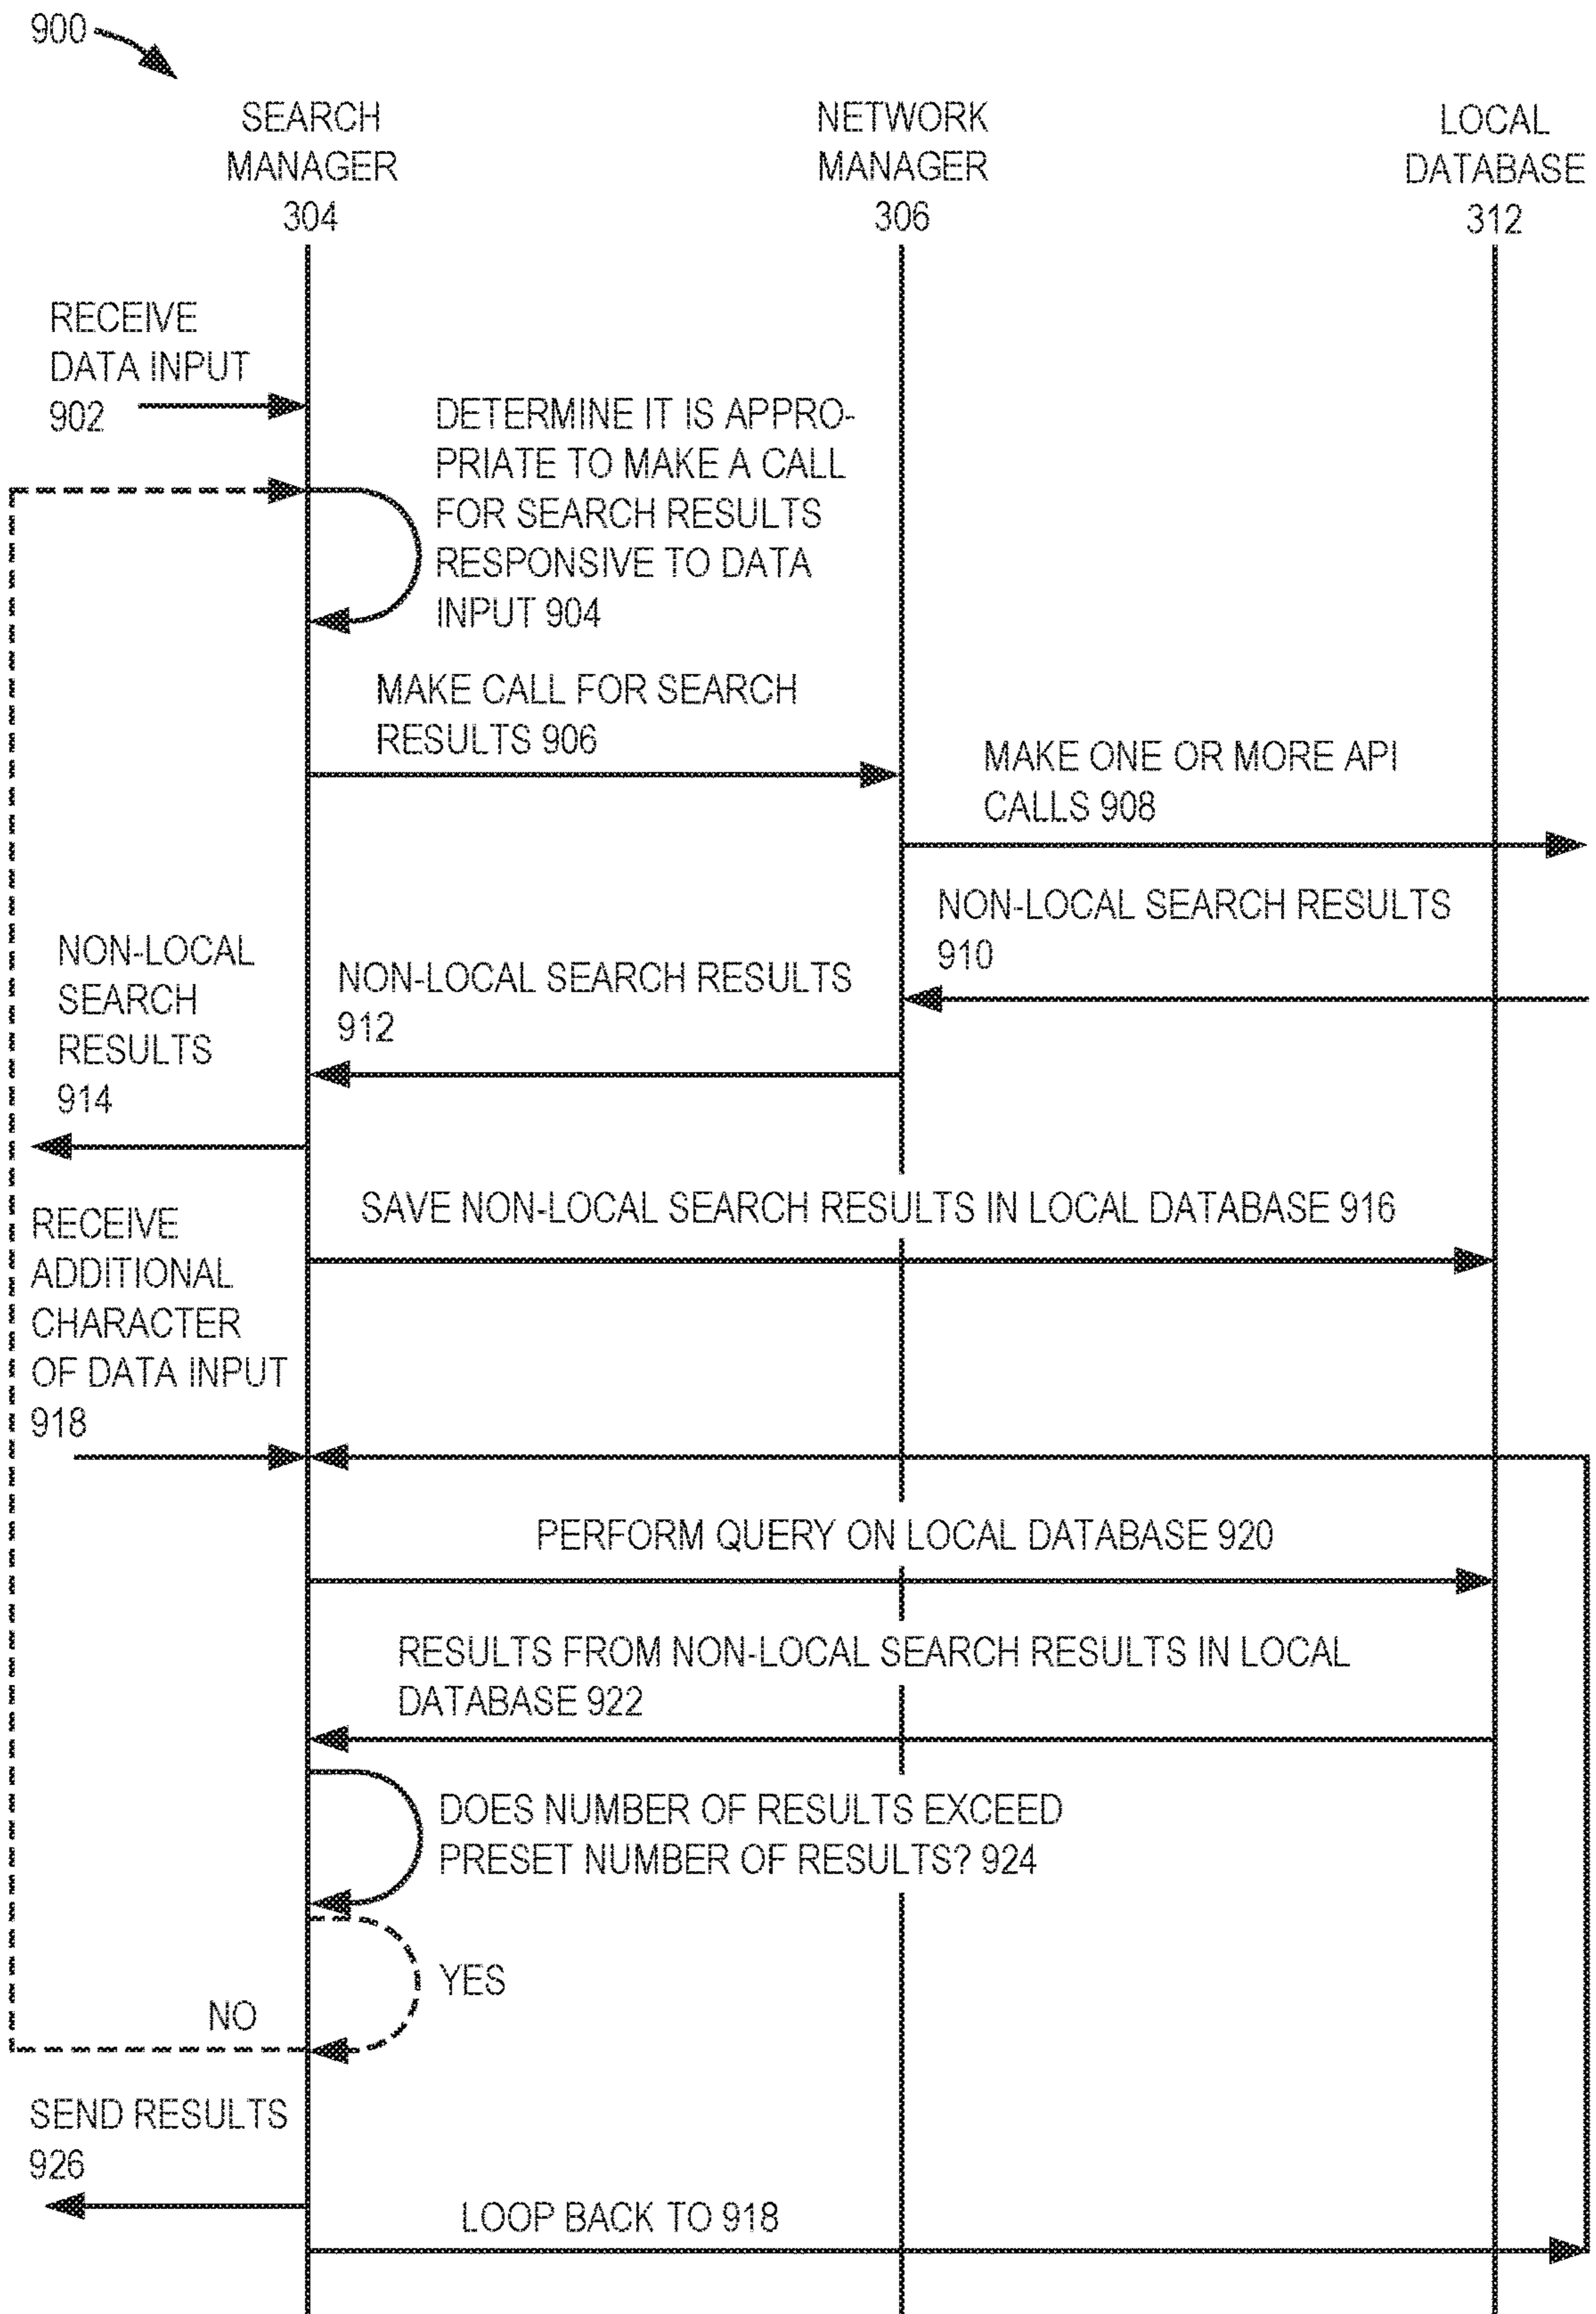 900
SEARCH
MANAGER
304
NETWORK
MANAGER
306
LOCAL
DATABASE
312
RECEIVE
DATA INPUT
902
DETERMINE IT IS APPRO-
PRIATE TO MAKE A CALL
FOR SEARCH RESULTS
RESPONSIVE TO DATA
INPUT 904
MAKE CALL FOR SEARCH
RESULTS 906
MAKE ONE OR MORE API
CALLS 908
NON-LOCAL SEARCH RESULTS
910
NON-LOCAL SEARCH RESULTS
912
NON-LOCAL
SEARCH
RESULTS
914
SAVE NON-LOCAL SEARCH RESULTS IN LOCAL DATABASE 916
RECEIVE
ADDITIONAL
CHARACTER
OF DATA INPUT
918
PERFORM QUERY ON LOCAL DATABASE 920
RESULTS FROM NON-LOCAL SEARCH RESULTS IN LOCAL
DATABASE 922
DOES NUMBER OF RESULTS EXCEED
PRESET NUMBER OF RESULTS? 924
YES
NO
SEND RESULTS
926
LOOP BACK TO 918